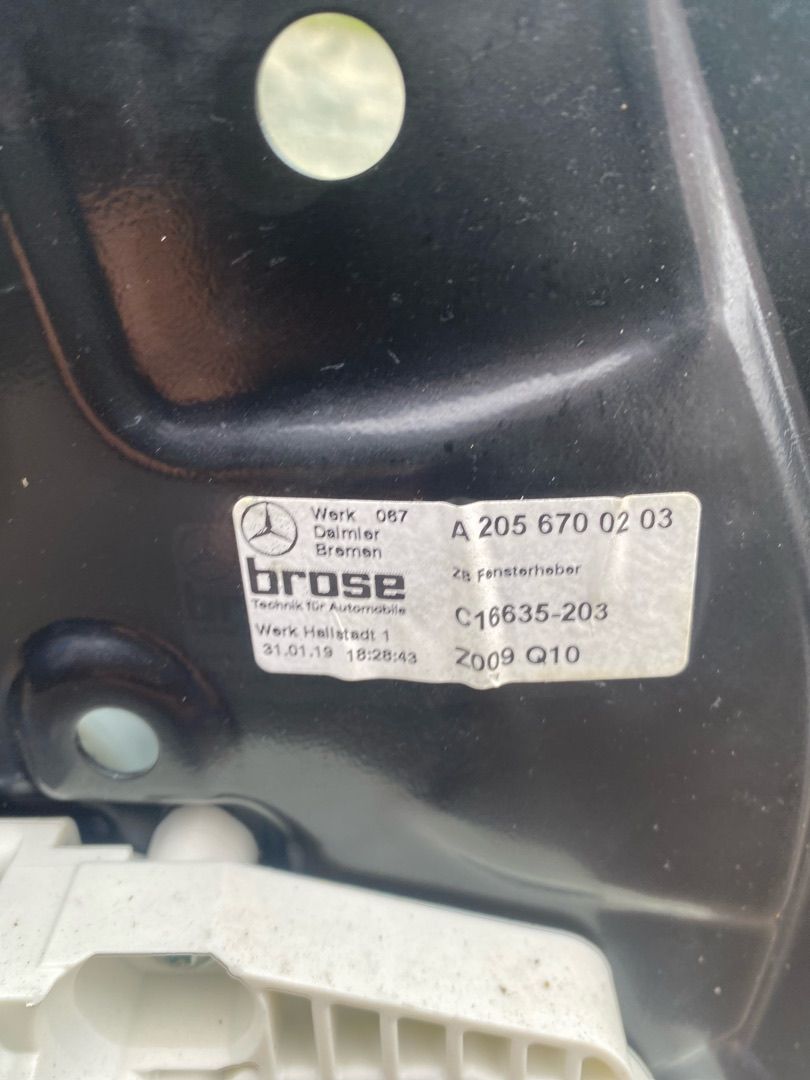 Werk 067
Daimler
Bremen
brose
Technik für Automobile
Werk Hallstadt 1
31.01.19 18:28:43
A 205 670 02 03
ZB Fensterheber
C16635-203
Z009 Q10